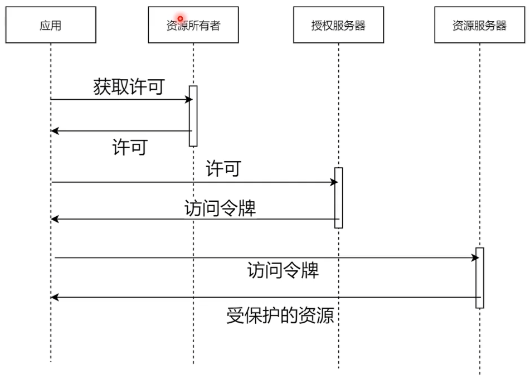 应用
资源所有者
授权服务器
资源服务器
获取许可
许可
许可
访问令牌
访问令牌
受保护的资源